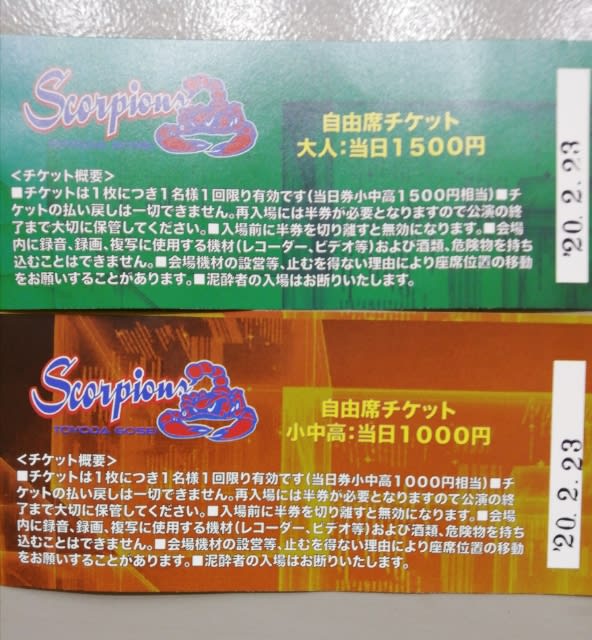 Scorpions
TOYODA GOSEI
自由席チケット
大人：当日1500円
'20.2.23
<チケット概要>
■チケットは1枚につき1名様1回限り有効です(当日券小中高1500円相当)■チ
ケットの払い戻しは一切できません。再入場には半券が必要となりますので公演の終
了まで大切に保管してください。■入場前に半券を切り離すと無効になります。■会場
内に録音、録画、複写に使用する機材(レコーダー、ビデオ等)および酒類、危険物を持ち
込むことはできません。■会場機材の設営等、止むを得ない理由により座席位置の移動
をお願いすることがあります。■泥酔者の入場はお断りいたします。
Scorpions
TOYODA GOSEI
自由席チケット
小中高：当日1000円
'20.2.23
<チケット概要>
■チケットは1枚につき1名様1回限り有効です(当日券小中高1000円相当)■チ
ケットの払い戻しは一切できません。再入場には半券が必要となりますので公演の終
了まで大切に保管してください。■入場前に半券を切り離すと無効になります。■会場
内に録音、録画、複写に使用する機材(レコーダー、ビデオ等)および酒類、危険物を持ち
込むことはできません。■会場機材の設営等、止むを得ない理由により座席位置の移動
をお願いすることがあります。■泥酔者の入場はお断りいたします。